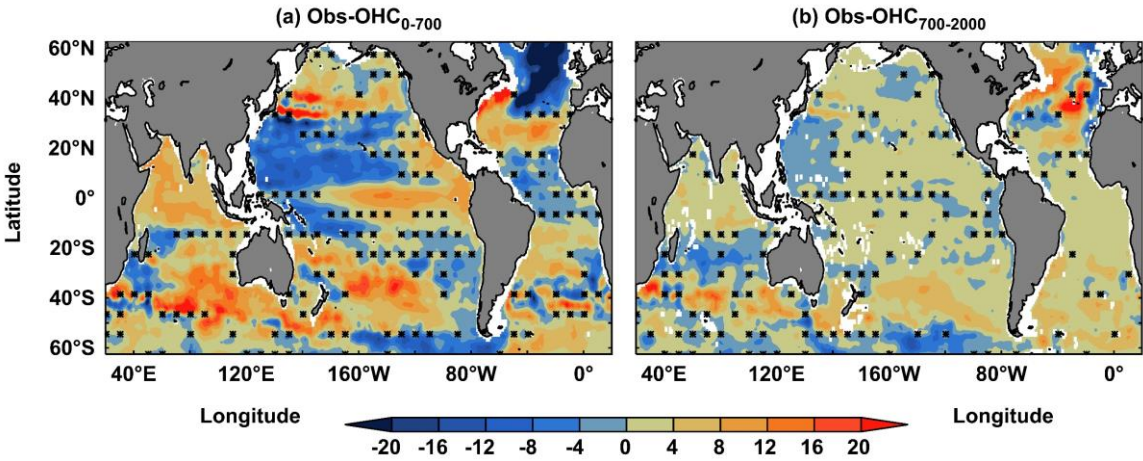 (a) Obs-OHC0-700
(b) Obs-OHC700-2000
Latitude
60°N
40°N
20°N
0°
20°S
40°S
60°S
40°E 120°E 160°W 80°W 0°
40°E 120°E 160°W 80°W 0°
Longitude
Longitude
-20 -16 -12 -8 -4 0 4 8 12 16 20